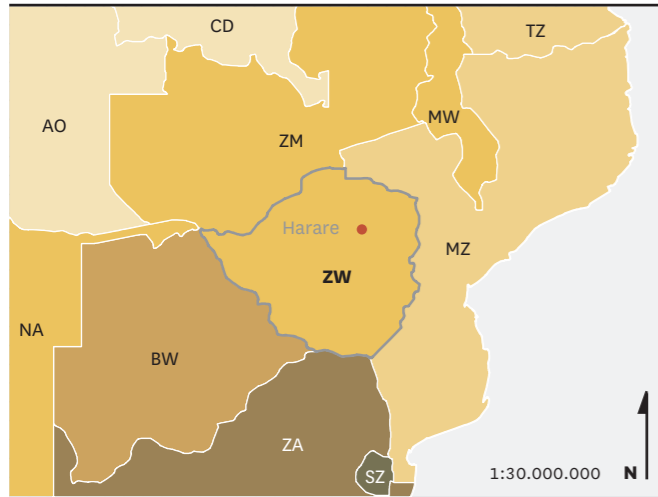 CD
TZ
AO
MW
ZM
Harare
MZ
ZW
NA
BW
ZA
SZ
1:30.000.000 N